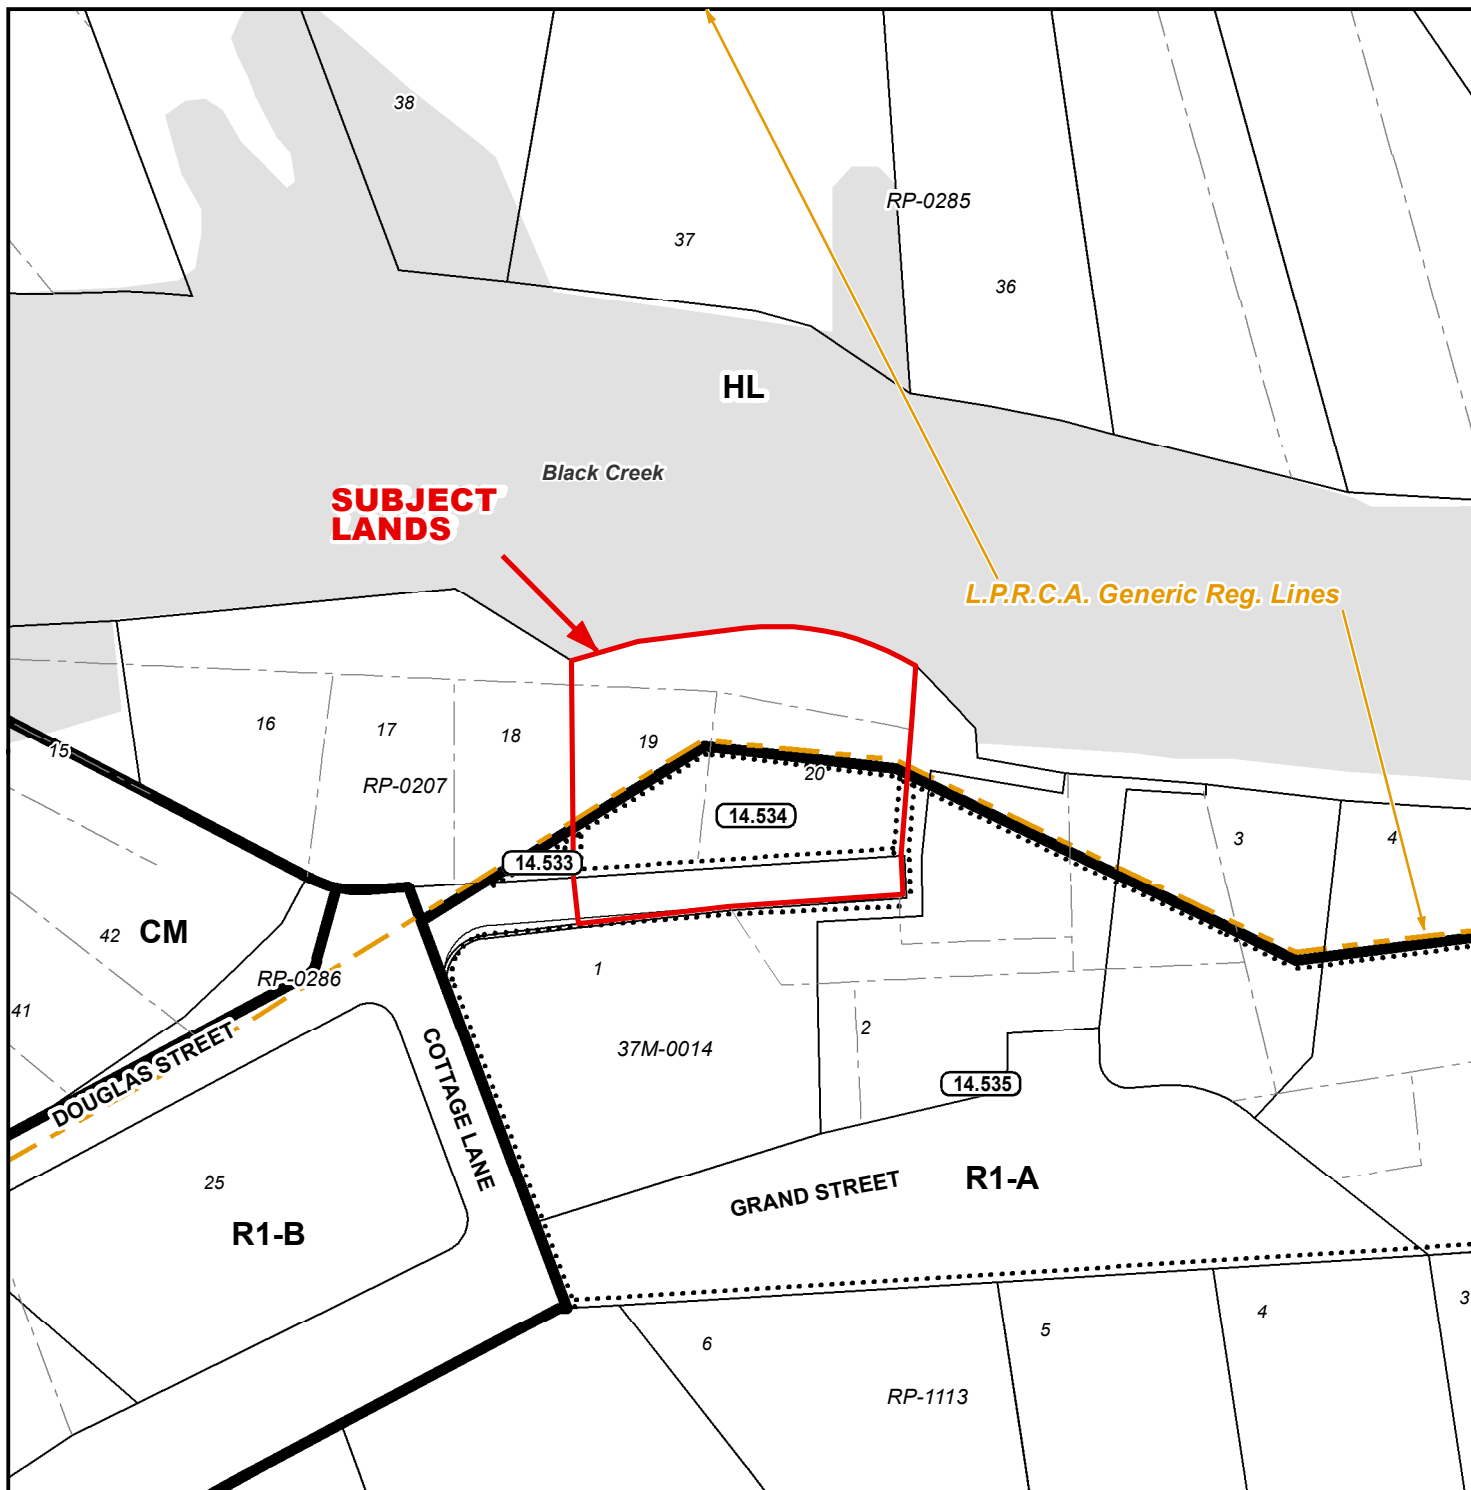 38
RP-0285
37
36
HL
Black Creek
SUBJECT
LANDS
L.P.R.C.A. Generic Reg. Lines
16
17
18
19
15
20
RP-0207
14.534
3
4
14.533
42
CM
1
RP-0286
41
2
DOUGLAS STREET
COTTAGE LANE
37M-0014
14.535
25
GRAND STREET
R1-A
R1-B
6
5
4
3
RP-1113